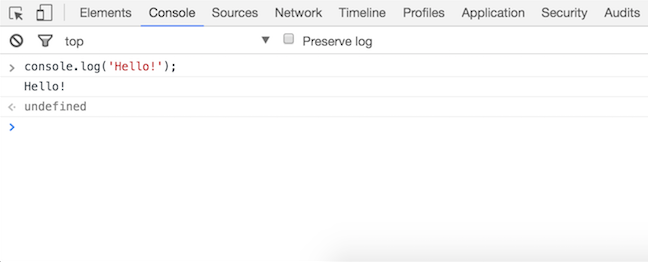 Elements Console Sources Network Timeline Profiles Application Security Audits
top Preserve log
console.log('Hello!');
Hello!
undefined